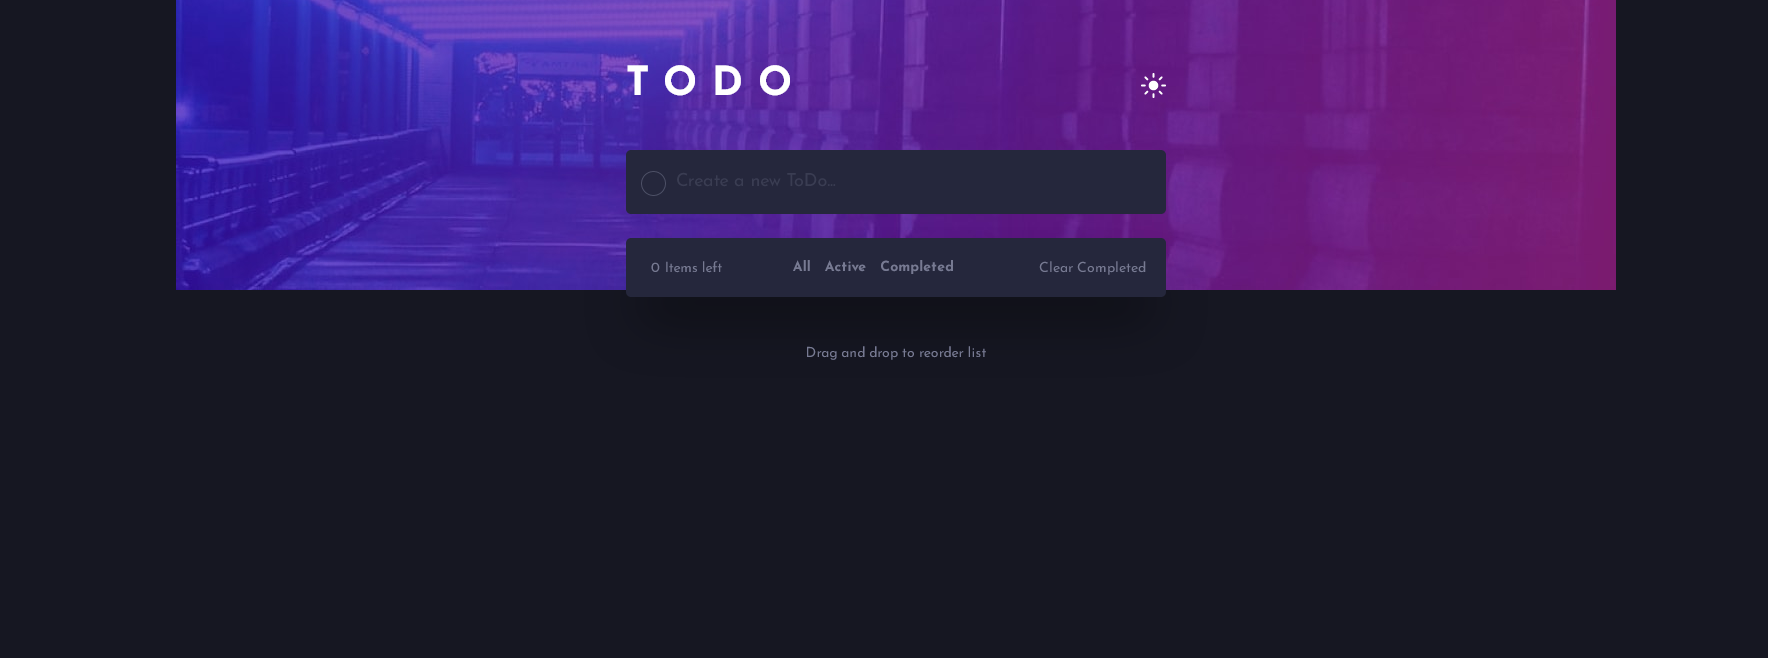 TODO
Create a new ToDo...
0 Items left All Active Completed Clear Completed
Drag and drop to reorder list